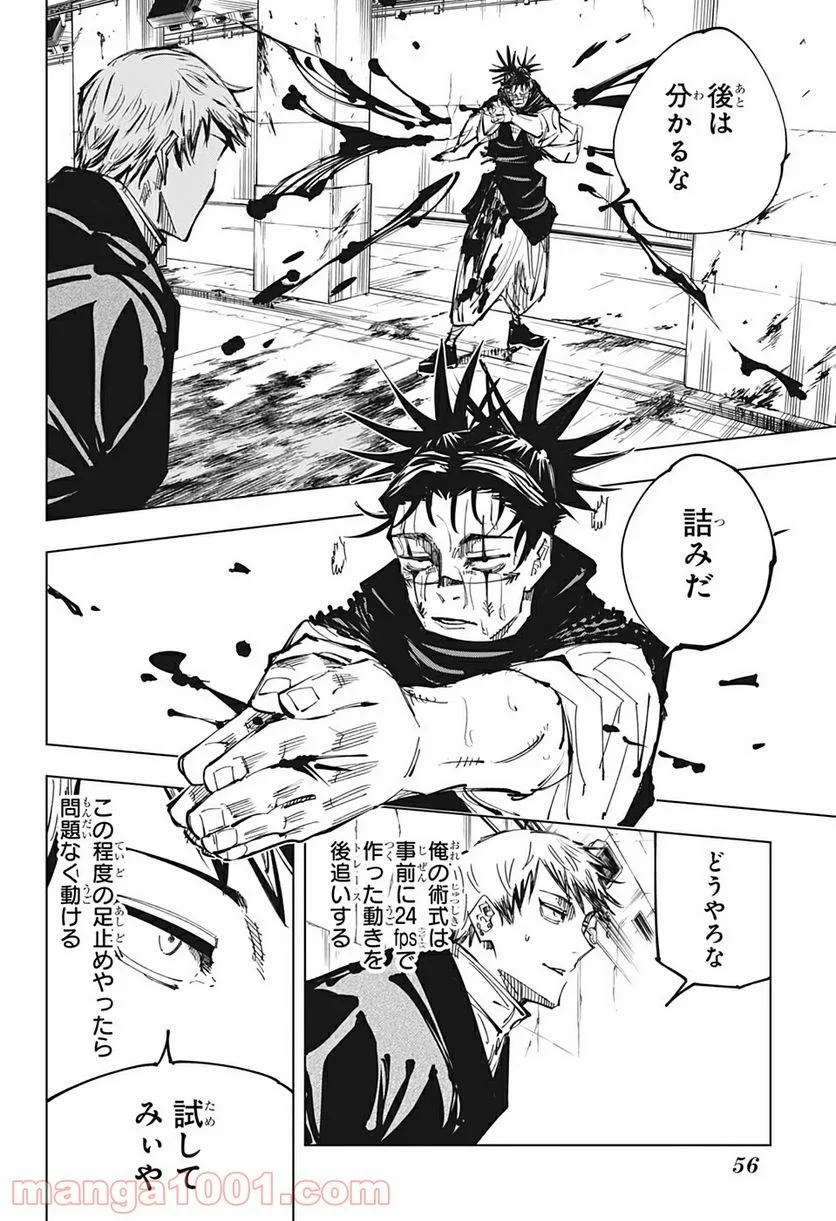 後は
分かるな
詰みだ
どうやろな
俺の術式は
事前に24fpsで
作った動きを
後追いする
この程度の足止めやったら
問題なく動ける
試して
みぃや
56
manga1001.com